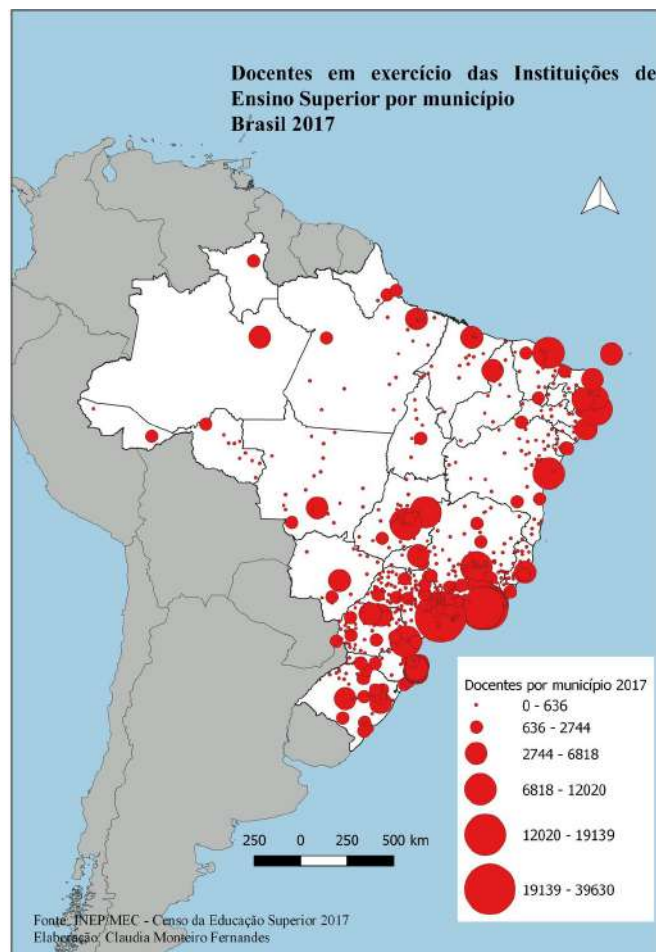 Docentes em exercício das Instituições de
Ensino Superior por município
Brasil 2017
Docentes por município 2017
0 - 636
636 - 2744
2744 - 6818
6818 - 12020
12020 - 19139
19139 - 39630
250 0 250 500 km
Fonte: INEP/MEC - Censo da Educação Superior 2017
Elaboração: Claudia Monteiro Fernandes